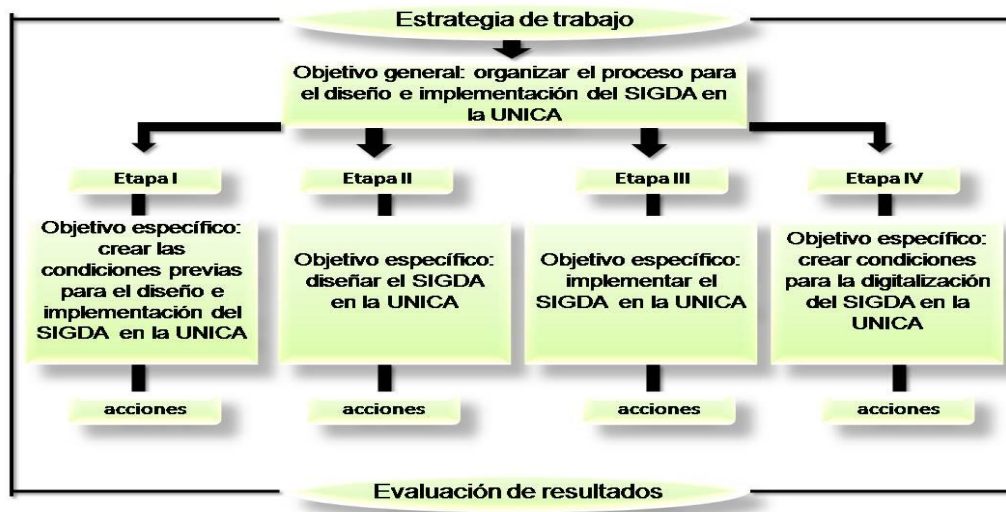 Estrategia de trabajo
Objetivo general: organizar el proceso para
el diseño e implementación del SIGDA en
la UNICA
Etapa I
Objetivo específico:
crear las
condiciones previas
para el diseño e
implementación del
SIGDA en la UNICA
acciones
Etapa II
Objetivo específico:
diseñar el SIGDA
en la UNICA
acciones
Etapa III
Objetivo específico:
implementar el
SIGDA en la UNICA
acciones
Etapa IV
Objetivo específico:
crear condiciones
para la digitalización
del SIGDA en la
UNICA
acciones
Evaluación de resultados